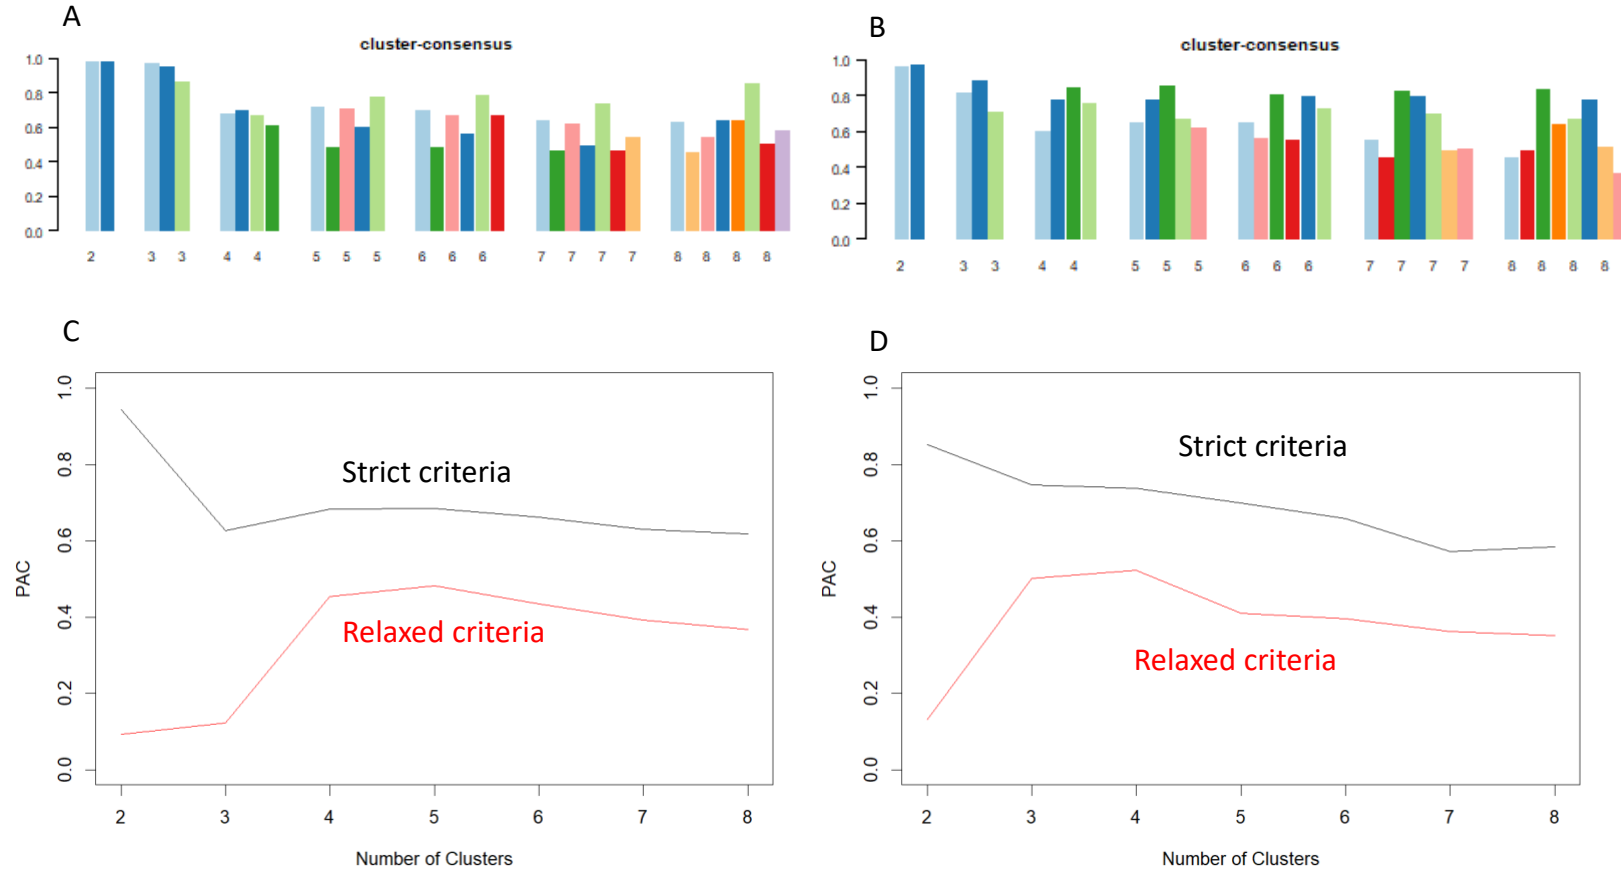 A
cluster-consensus
1.0
0.8
0.6
0.4
0.2
0.0
2 3 3 4 4 5 5 5 6 6 6 7 7 7 7 8 8 8 8
B
cluster-consensus
1.0
0.8
0.6
0.4
0.2
0.0
2 3 3 4 4 5 5 5 6 6 6 7 7 7 7 8 8 8 8
C
1.0
0.8
0.6
0.4
0.2
0.0
PAC
Strict criteria
Relaxed criteria
2 3 4 5 6 7 8
Number of Clusters
D
1.0
0.8
0.6
0.4
0.2
0.0
PAC
Strict criteria
Relaxed criteria
2 3 4 5 6 7 8
Number of Clusters